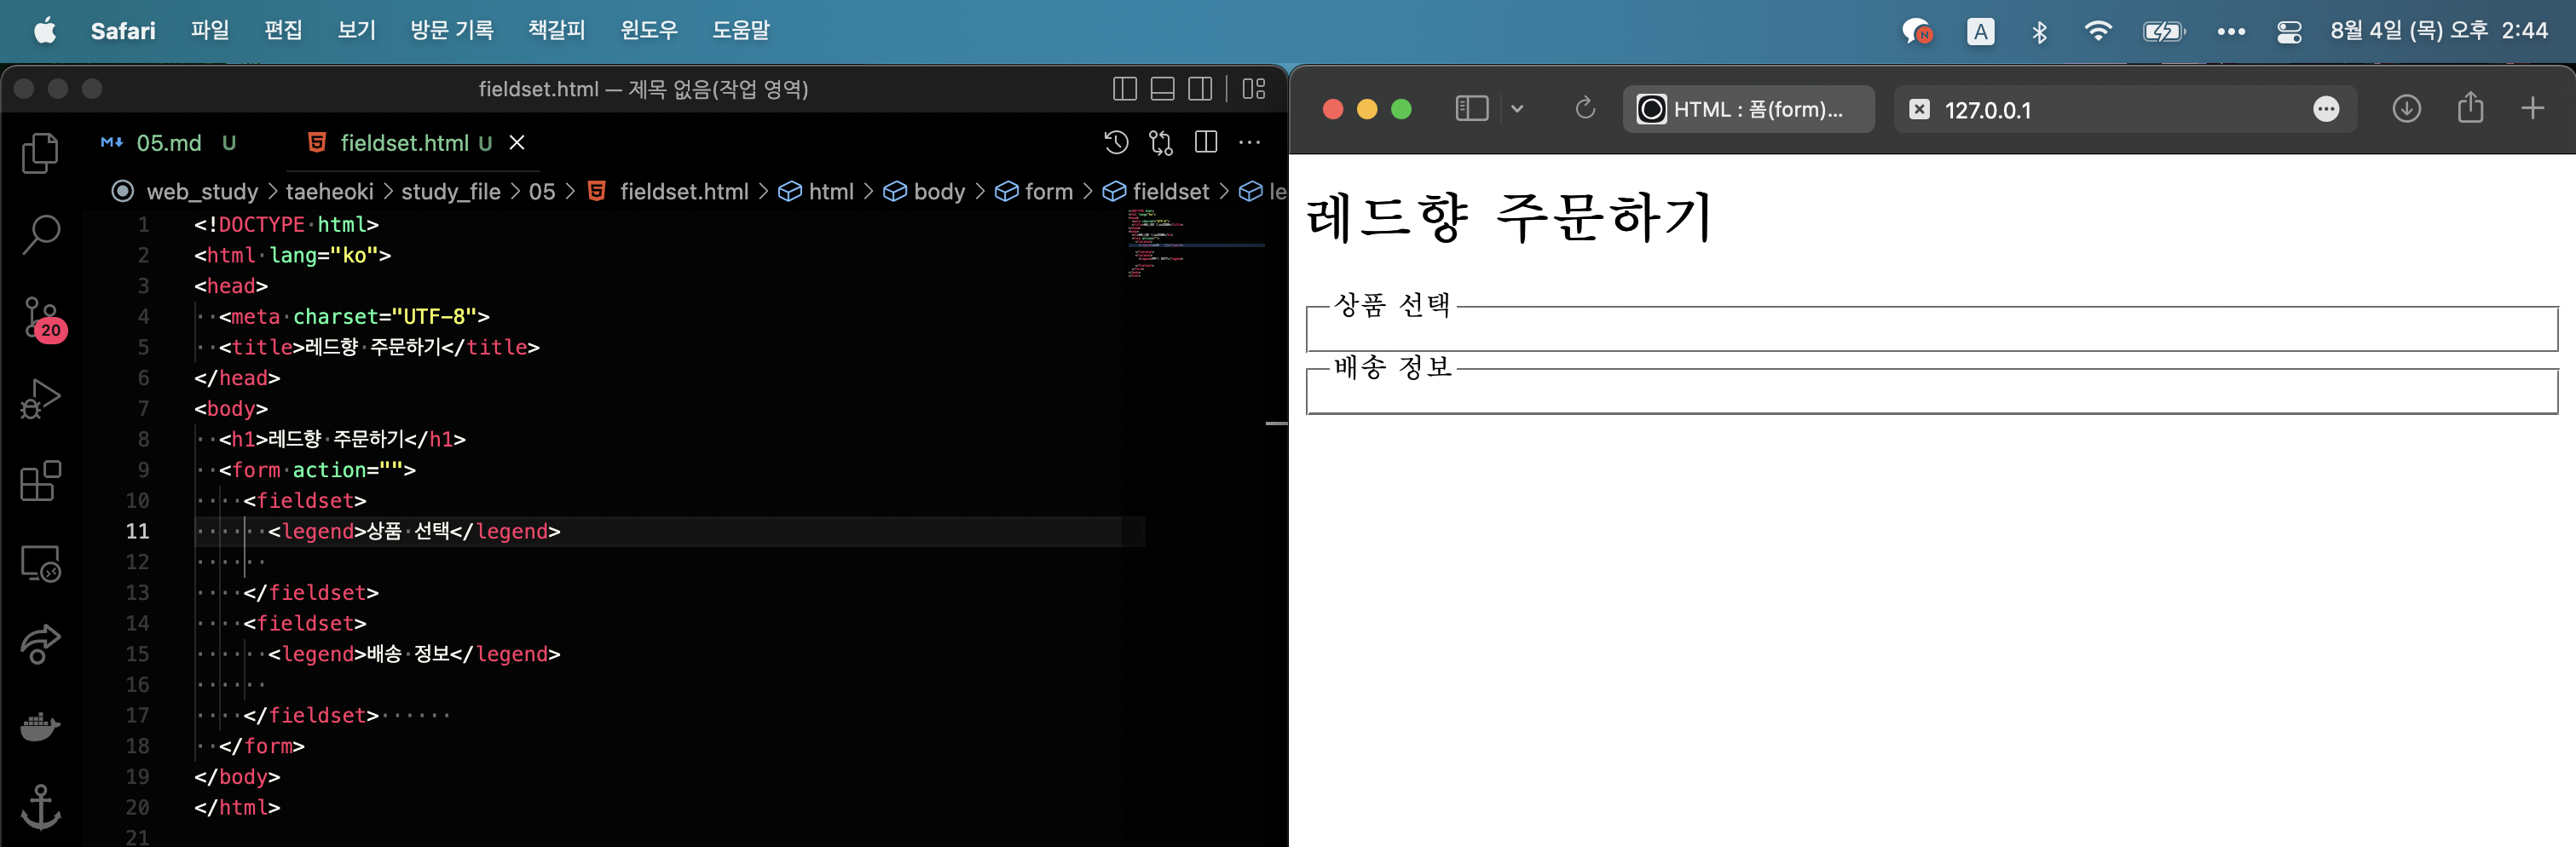 Safari 파일 편집 보기 방문 기록 책갈피 윈도우 도움말
A 8월 4일 (목) 오후 2:44
fieldset.html — 제목 없음(작업 영역)
05.md U fieldset.html U
web_study > taeheoki > study_file > 05 > fieldset.html > html > body > form > fieldset > le
1 <!DOCTYPE html>
2 <html lang="ko">
3 <head>
4 <meta charset="UTF-8">
5 <title>레드향 주문하기</title>
6 </head>
7 <body>
8 <h1>레드향 주문하기</h1>
9 <form action="">
10 <fieldset>
11 <legend>상품 선택</legend>
12
13 </fieldset>
14 <fieldset>
15 <legend>배송 정보</legend>
16
17 </fieldset>
18 </form>
19 </body>
20 </html>
21
20
HTML : 폼(form)...
127.0.0.1
레드향 주문하기
상품 선택
배송 정보